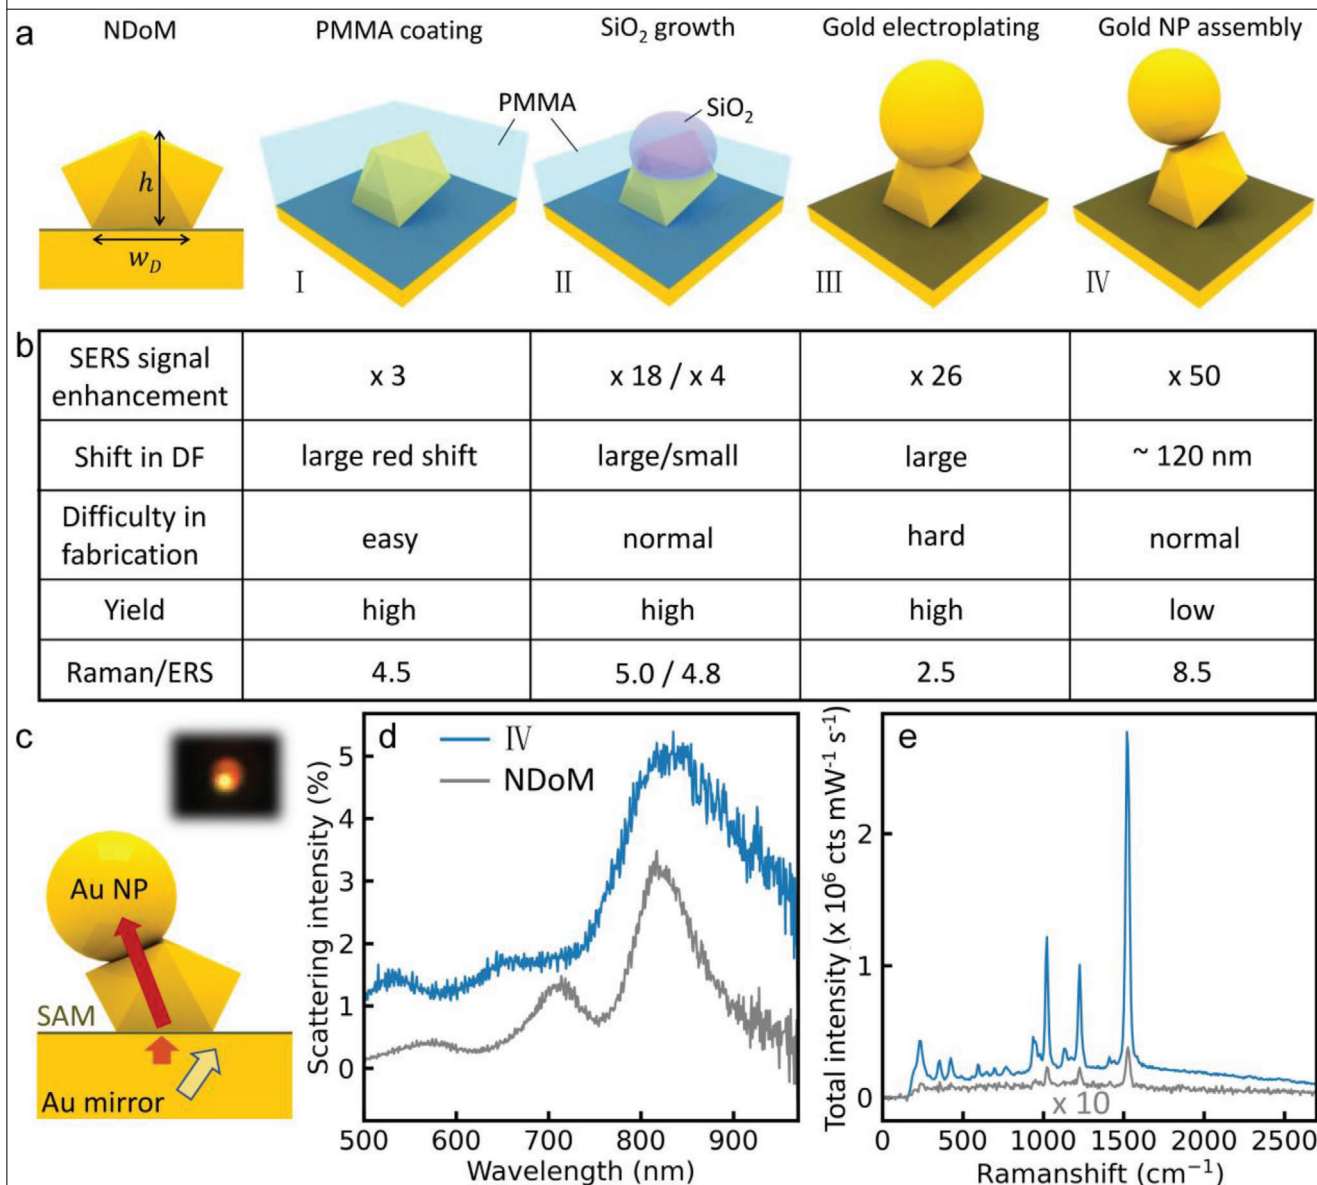 a
NDoM
PMMA coating
SiO₂ growth
Gold electroplating
Gold NP assembly
h
w_D
PMMA
SiO₂
I
II
III
IV
b
SERS signal enhancement
x 3
x 18 / x 4
x 26
x 50
Shift in DF
large red shift
large/small
large
~ 120 nm
Difficulty in fabrication
easy
normal
hard
normal
Yield
high
high
high
low
Raman/ERS
4.5
5.0 / 4.8
2.5
8.5
c
Au NP
SAM
Au mirror
d
IV
NDoM
Scattering intensity (%)
5
4
3
2
1
0
500 600 700 800 900
Wavelength (nm)
e
Total intensity (x 10⁶ cts mW⁻¹ s⁻¹)
2
1
0
x 10
0 500 1000 1500 2000 2500
Ramanshift (cm⁻¹)